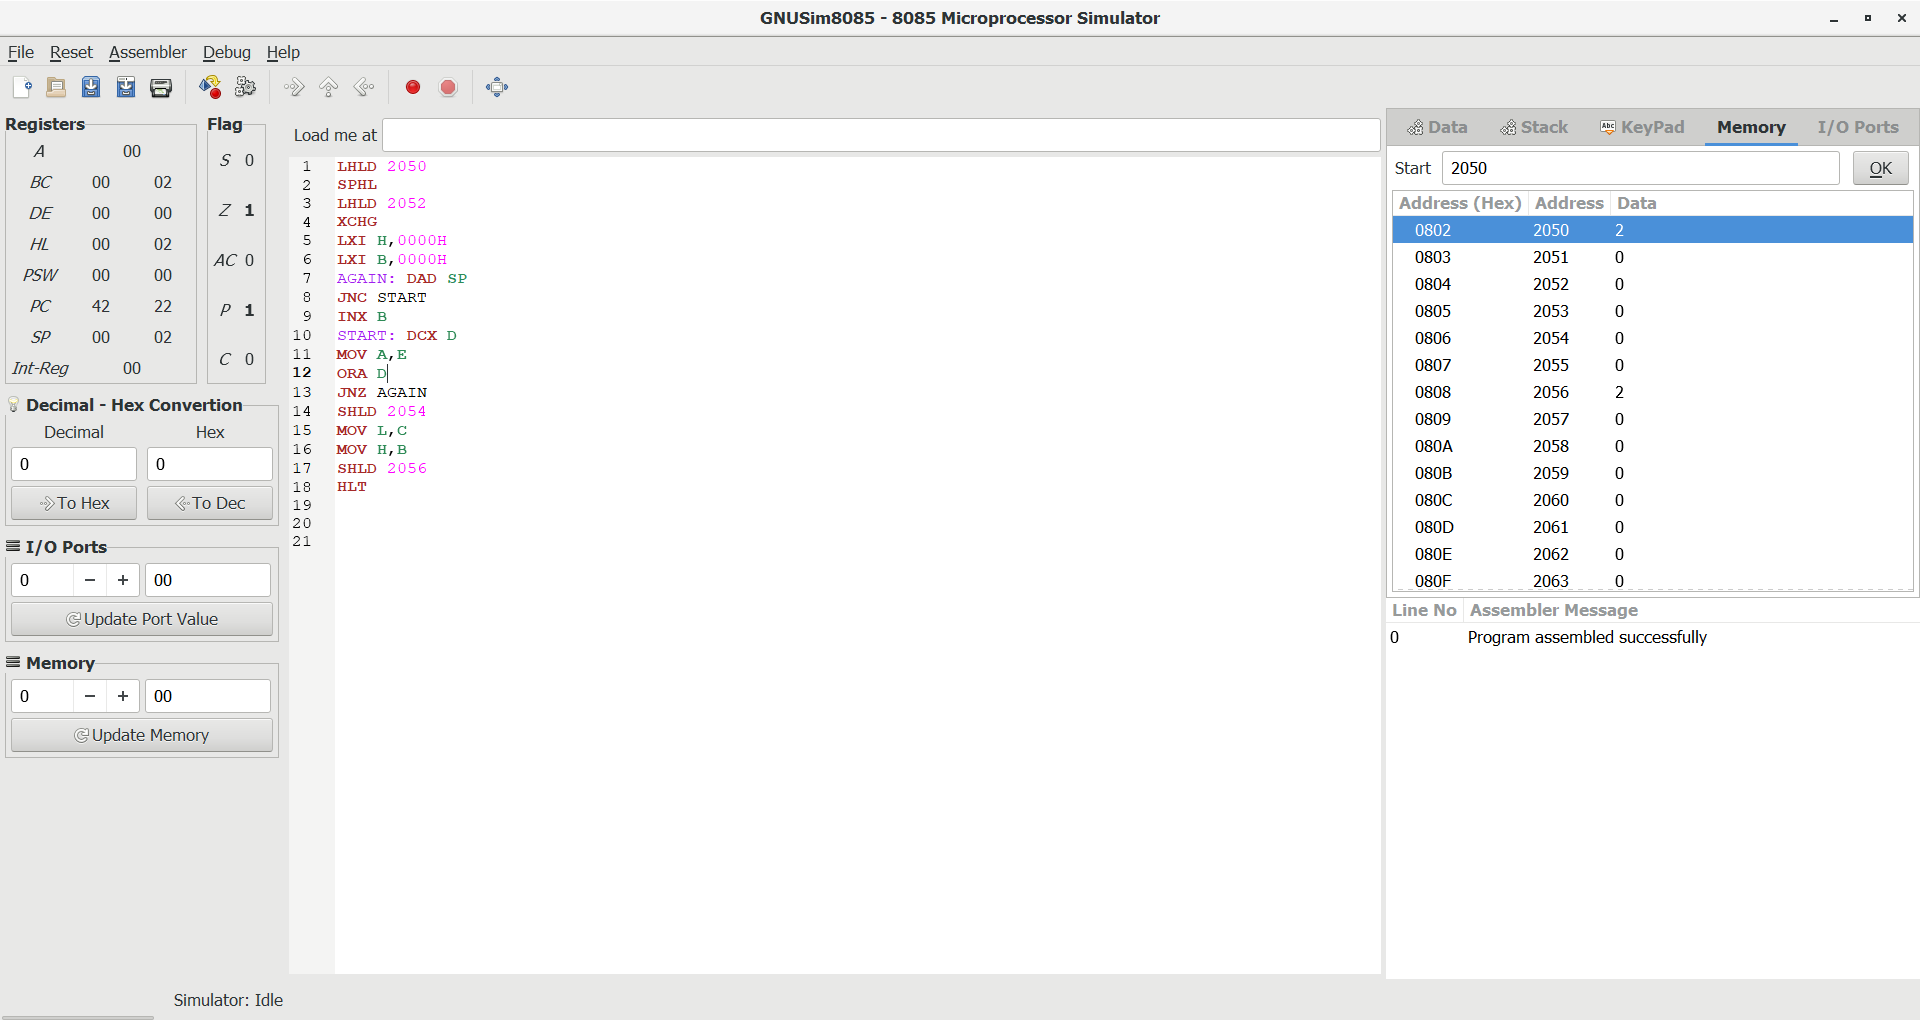 GNUSim8085 - 8085 Microprocessor Simulator
File Reset Assembler Debug Help
Registers
A 00
BC 00 02
DE 00 00
HL 00 02
PSW 00 00
PC 42 22
SP 00 02
Int-Reg 00
Flag
S 0
Z 1
AC 0
P 1
C 0
Decimal - Hex Convertion
Decimal Hex
0 0
To Hex To Dec
I/O Ports
0 − + 00
Update Port Value
Memory
0 − + 00
Update Memory
Load me at
1 LHLD 2050
2 SPHL
3 LHLD 2052
4 XCHG
5 LXI H,0000H
6 LXI B,0000H
7 AGAIN: DAD SP
8 JNC START
9 INX B
10 START: DCX D
11 MOV A,E
12 ORA D
13 JNZ AGAIN
14 SHLD 2054
15 MOV L,C
16 MOV H,B
17 SHLD 2056
18 HLT
19
20
21
Data Stack Abc KeyPad Memory I/O Ports
Start 2050 OK
Address (Hex) Address Data
0802 2050 2
0803 2051 0
0804 2052 0
0805 2053 0
0806 2054 0
0807 2055 0
0808 2056 2
0809 2057 0
080A 2058 0
080B 2059 0
080C 2060 0
080D 2061 0
080E 2062 0
080F 2063 0
Line No Assembler Message
0 Program assembled successfully
Simulator: Idle